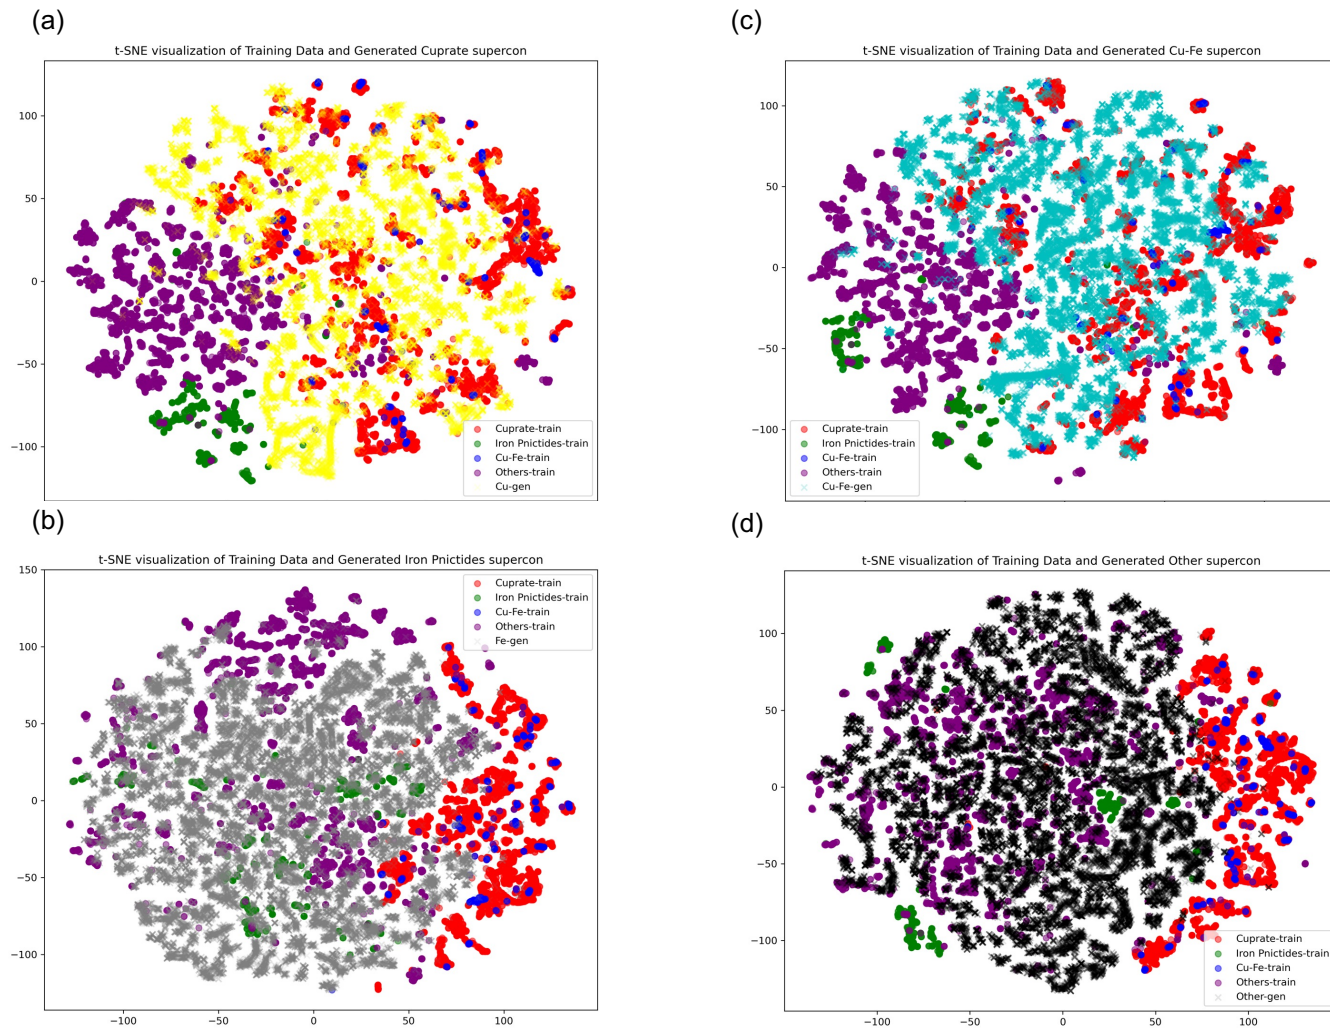 (a)
t-SNE visualization of Training Data and Generated Cuprate supercon
100
50
0
−50
−100
Cuprate-train
Iron Pnictides-train
Cu-Fe-train
Others-train
Cu-gen
(c)
t-SNE visualization of Training Data and Generated Cu-Fe supercon
100
50
0
−50
−100
Cuprate-train
Iron Pnictides-train
Cu-Fe-train
Others-train
Cu-Fe-gen
(b)
t-SNE visualization of Training Data and Generated Iron Pnictides supercon
150
100
50
0
−50
−100
−100
−50
0
50
100
Cuprate-train
Iron Pnictides-train
Cu-Fe-train
Others-train
Fe-gen
(d)
t-SNE visualization of Training Data and Generated Other supercon
100
50
0
−50
−100
−100
−50
0
50
100
Cuprate-train
Iron Pnictides-train
Cu-Fe-train
Others-train
Other-gen